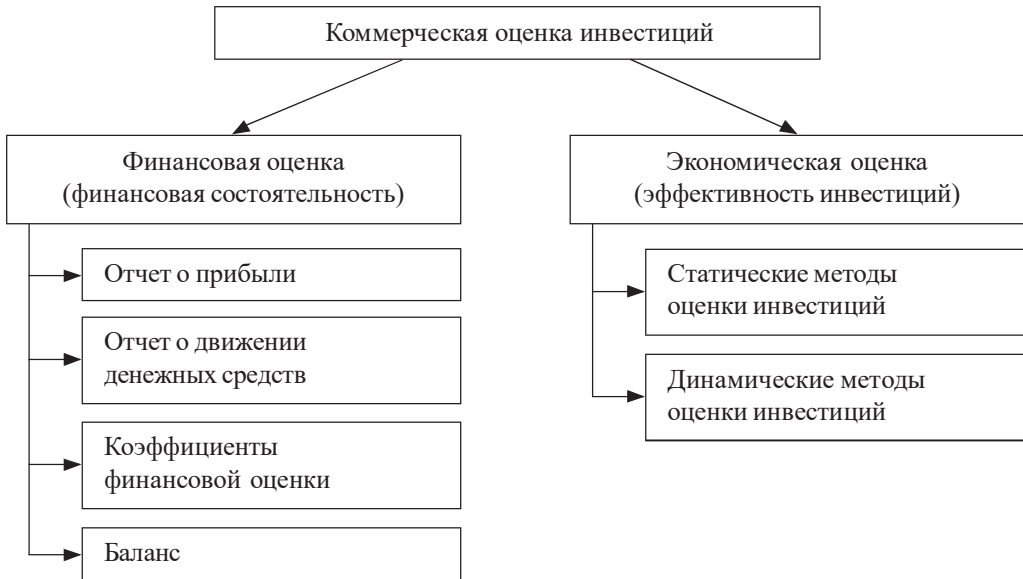 Коммерческая оценка инвестиций
Финансовая оценка
(финансовая состоятельность)
Отчет о прибыли
Отчет о движении
денежных средств
Коэффициенты
финансовой оценки
Баланс
Экономическая оценка
(эффективность инвестиций)
Статические методы
оценки инвестиций
Динамические методы
оценки инвестиций